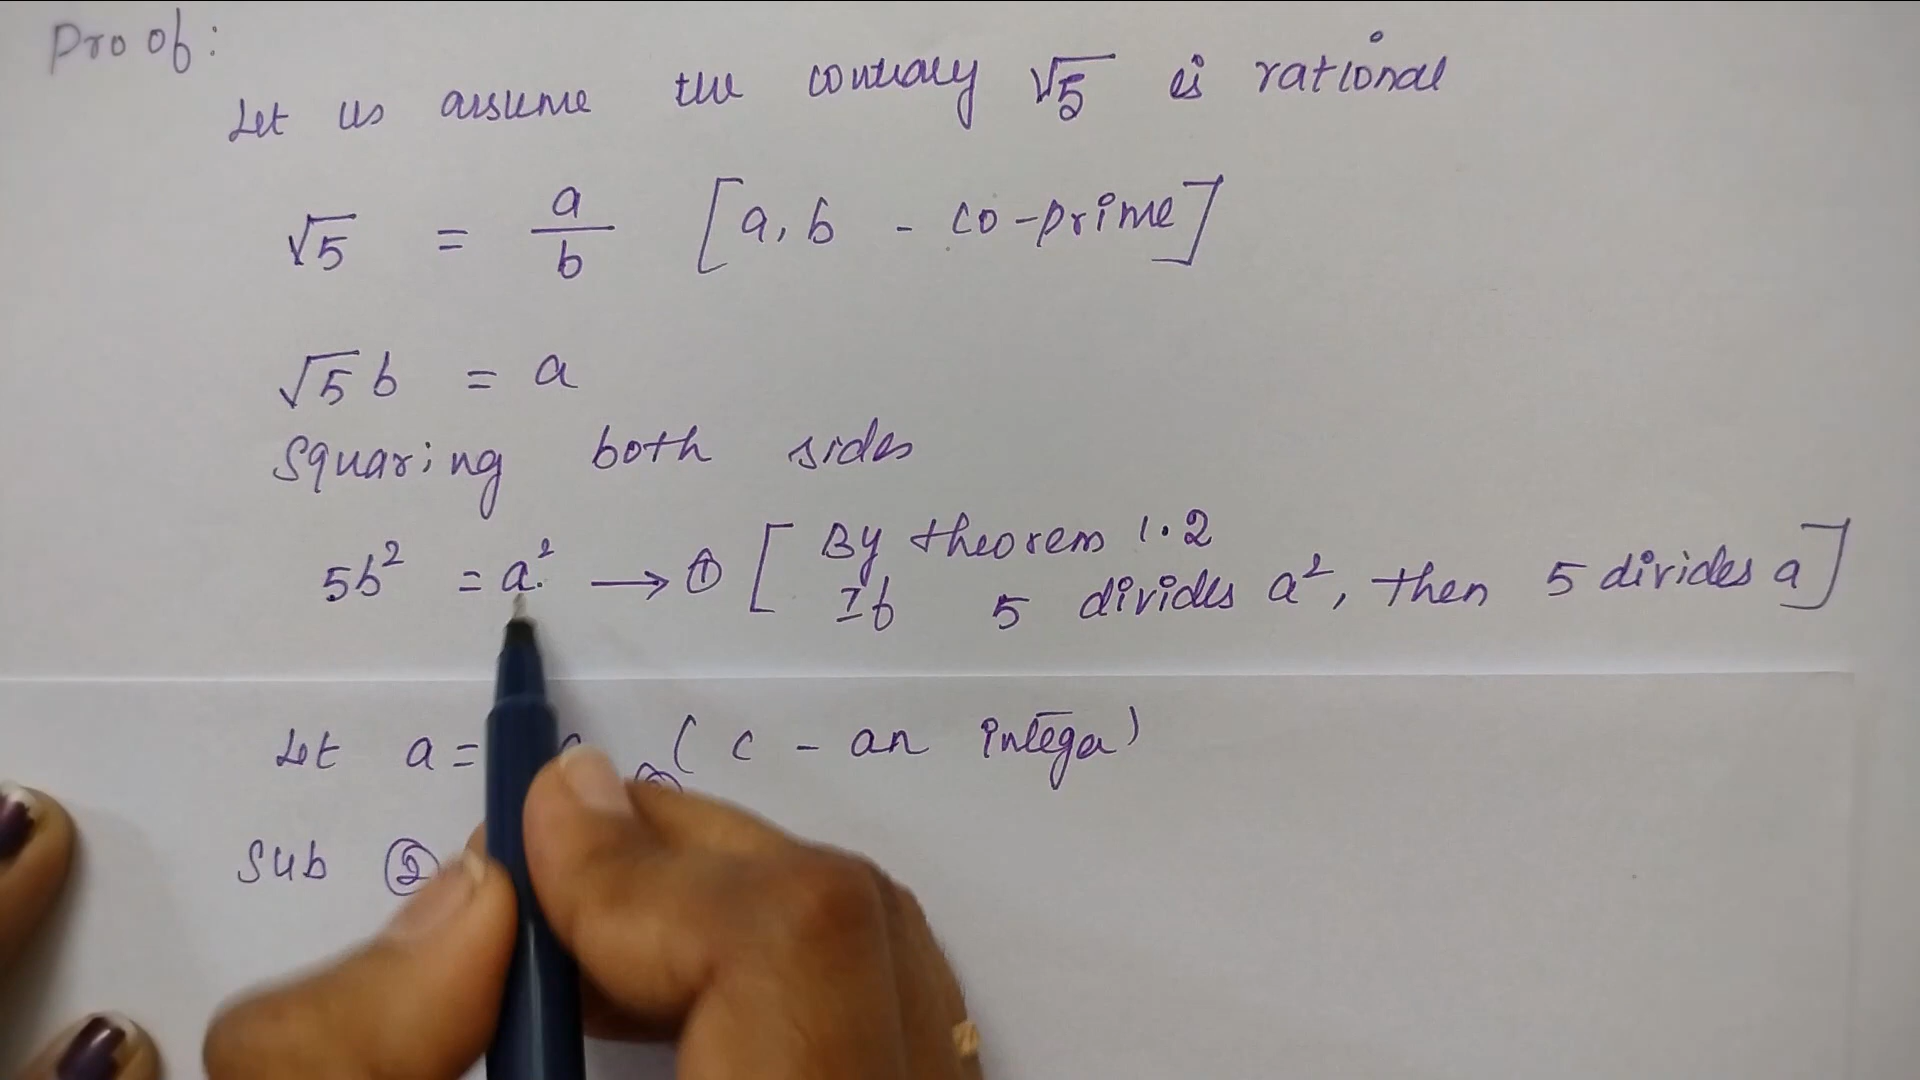 Proof:
Let us assume the contrary √5 is rational
√5 = a/b [a, b - co-prime]
√5 b = a
Squaring both sides
5b² = a² → ① [By theorem 1.2
If 5 divides a², then 5 divides a]
Let a = (c - an integer)
Sub ②